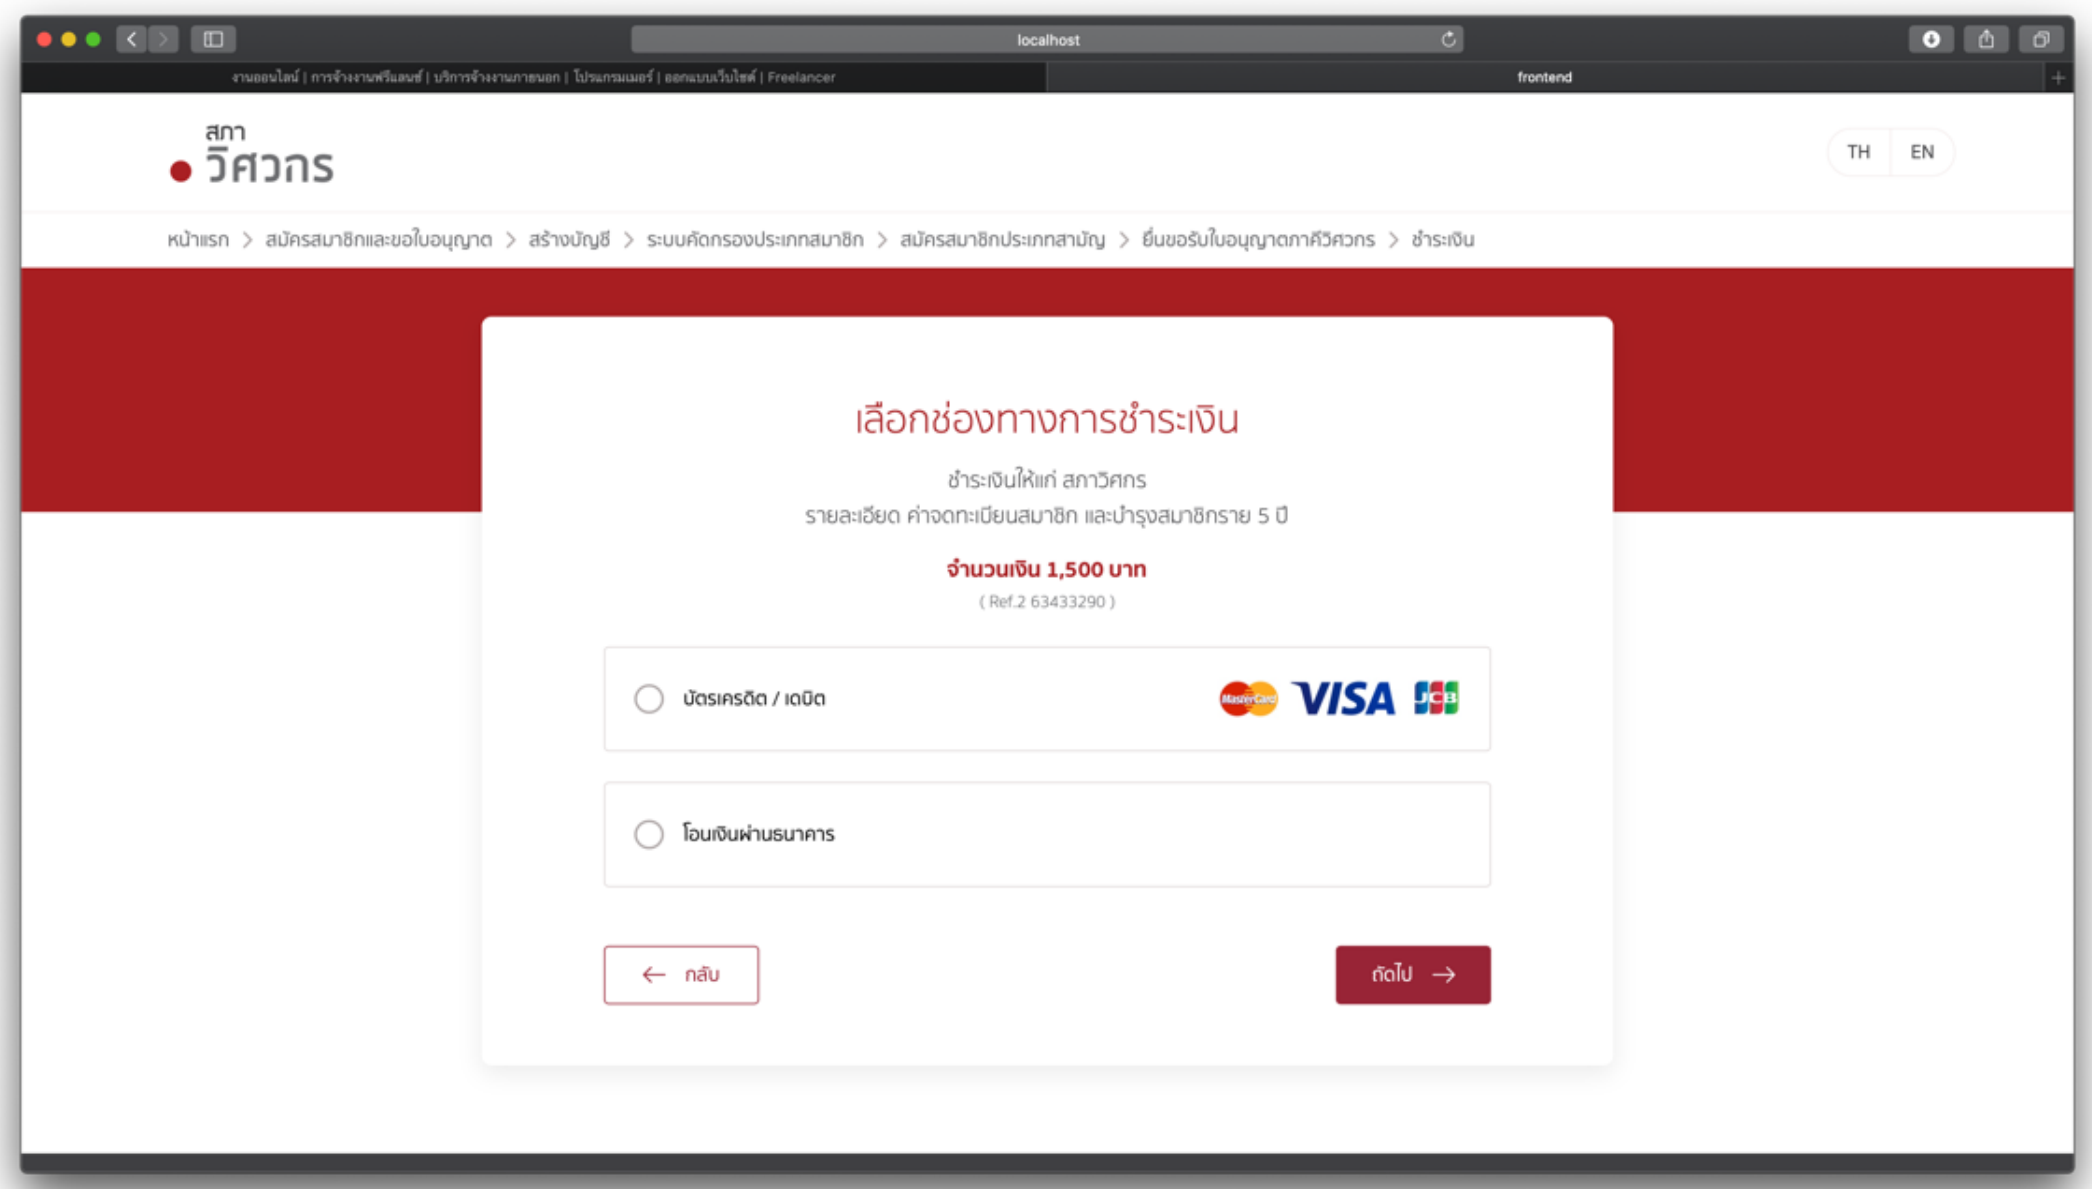 localhost
งานออนไลน์ | การจ้างงานฟรีแลนซ์ | บริการจ้างงานภายนอก | โปรแกรมเมอร์ | ออกแบบเว็บไซต์ | Freelancer
frontend
สภา
วิศวกร
TH EN
หน้าแรก > สมัครสมาชิกและขอใบอนุญาต > สร้างบัญชี > ระบบคัดกรองประเภทสมาชิก > สมัครสมาชิกประเภทสามัญ > ยื่นขอรับใบอนุญาตภาคีวิศวกร > ชำระเงิน
เลือกช่องทางการชำระเงิน
ชำระเงินให้แก่ สภาวิศกร
รายละเอียด ค่าจดทะเบียนสมาชิก และบำรุงสมาชิกราย 5 ปี
จำนวนเงิน 1,500 บาท
( Ref.2 63433290 )
บัตรเครดิต / เดบิต MasterCard VISA JCB
โอนเงินผ่านธนาคาร
← กลับ
ถัดไป →